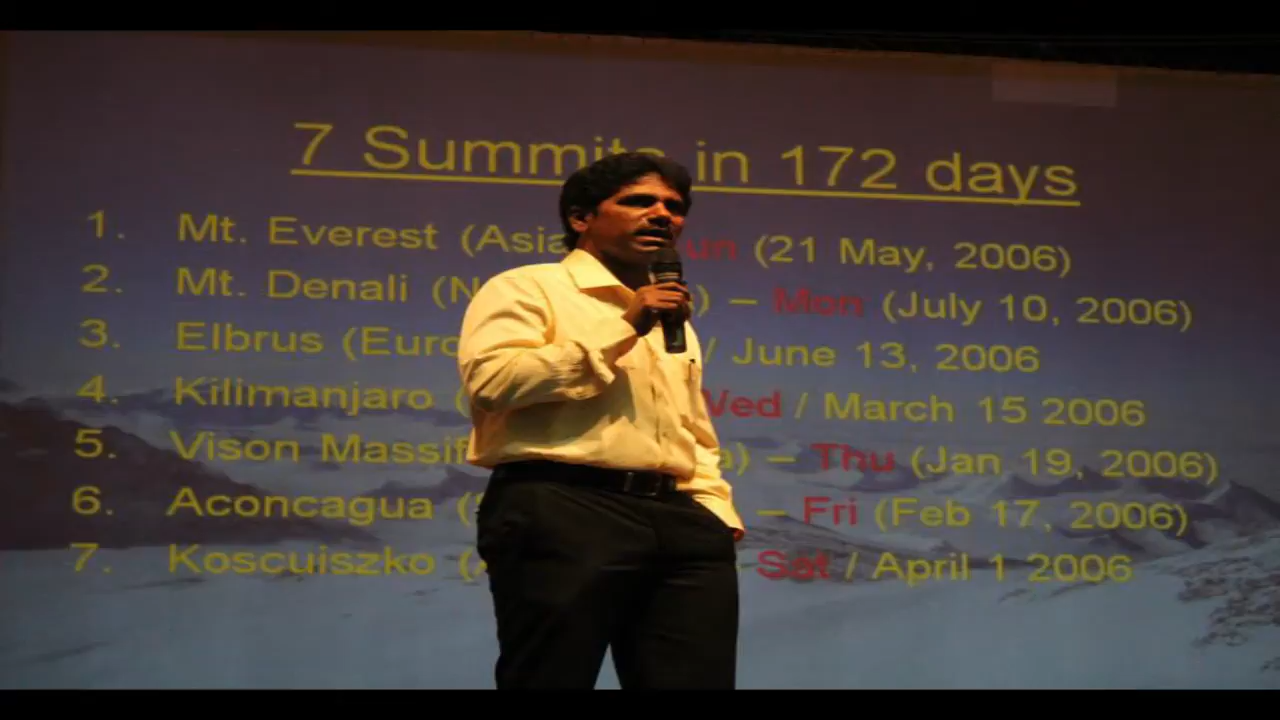 7 Summits in 172 days
1. Mt. Everest (Asia un (21 May, 2006)
2. Mt. Denali (N ) – Mon (July 10, 2006)
3. Elbrus (Euro / June 13, 2006
4. Kilimanjaro ( Wed / March 15 2006
5. Vison Massif a) – Thu (Jan 19, 2006)
6. Aconcagua ( – Fri (Feb 17, 2006)
7. Koscuiszko ( Sat / April 1 2006